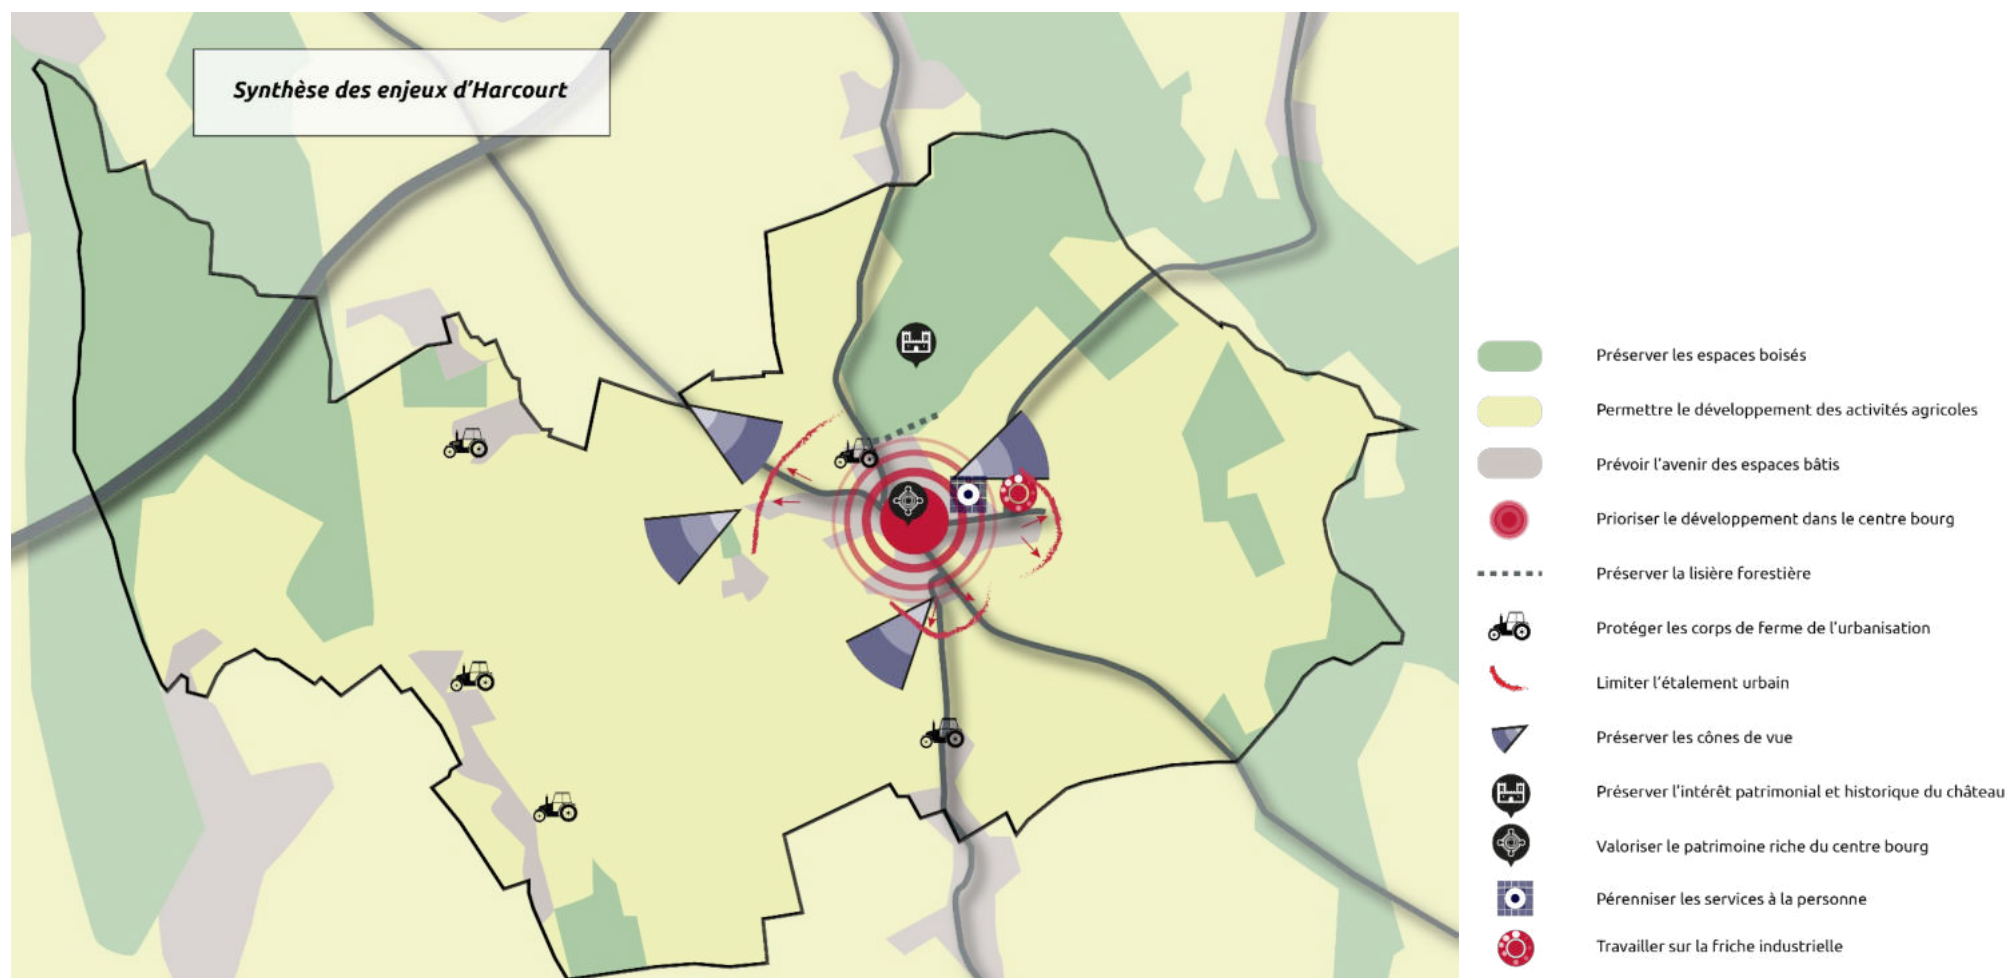 Synthèse des enjeux d'Harcourt
Préserver les espaces boisés
Permettre le développement des activités agricoles
Prévoir l'avenir des espaces bâtis
Prioriser le développement dans le centre bourg
Préserver la lisière forestière
Protéger les corps de ferme de l'urbanisation
Limiter l'étalement urbain
Préserver les cônes de vue
Préserver l'intérêt patrimonial et historique du château
Valoriser le patrimoine riche du centre bourg
Pérenniser les services à la personne
Travailler sur la friche industrielle